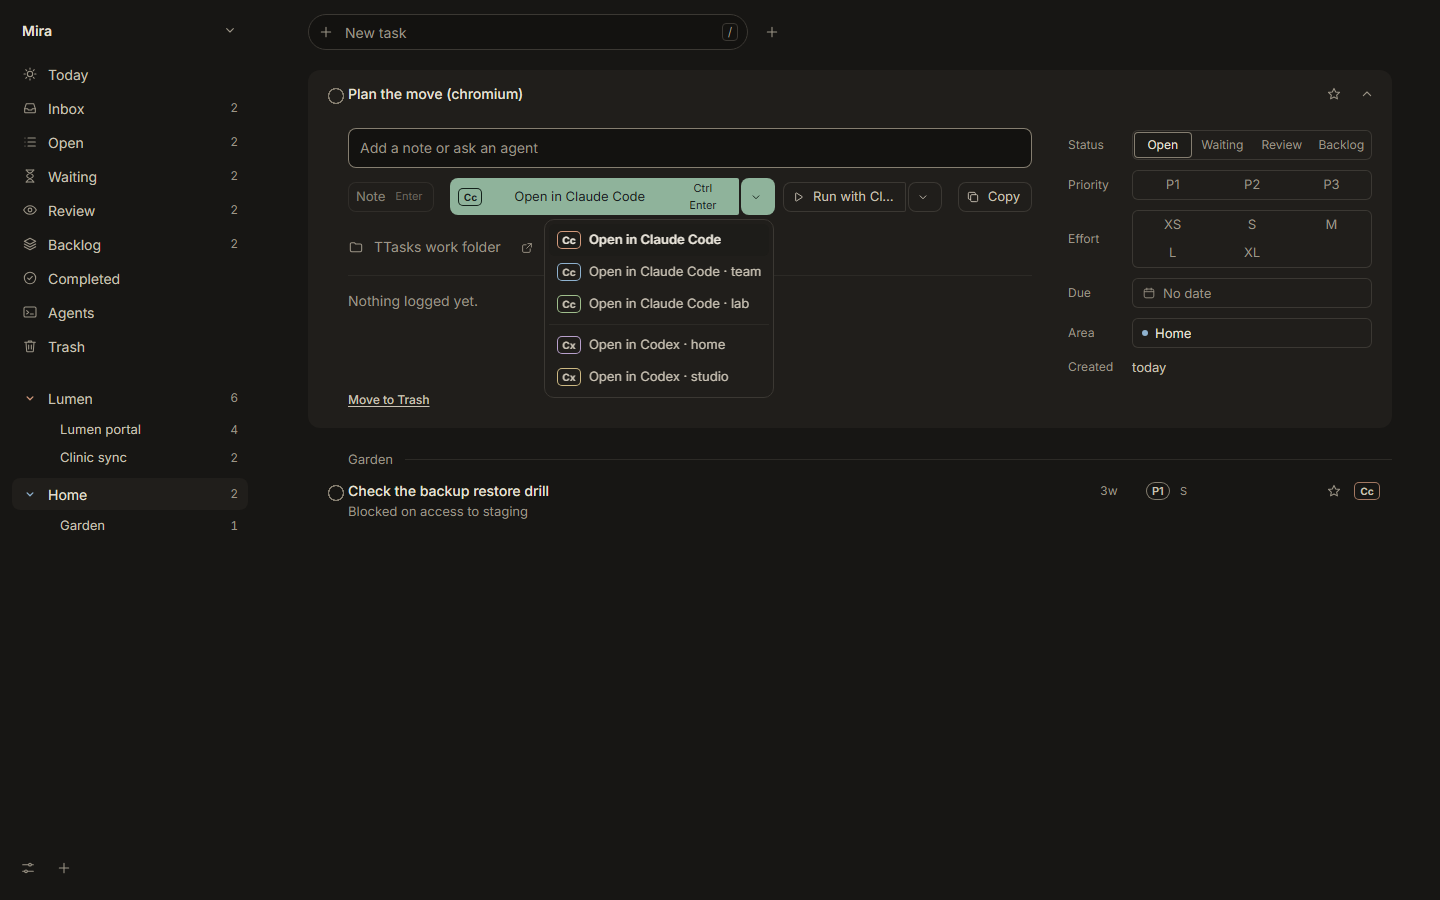 Mira
Today
Inbox 2
Open 2
Waiting 2
Review 2
Backlog 2
Completed
Agents
Trash
Lumen 6
Lumen portal 4
Clinic sync 2
Home 2
Garden 1
New task /
Plan the move (chromium)
Add a note or ask an agent
Note Enter
Cc Open in Claude Code Ctrl Enter
Run with Cl...
Copy
TTasks work folder
Nothing logged yet.
Move to Trash
Cc Open in Claude Code
Cc Open in Claude Code · team
Cc Open in Claude Code · lab
Cx Open in Codex · home
Cx Open in Codex · studio
Status Open Waiting Review Backlog
Priority P1 P2 P3
Effort XS S M
L XL
Due No date
Area Home
Created today
Garden
Check the backup restore drill 3w P1 S Cc
Blocked on access to staging